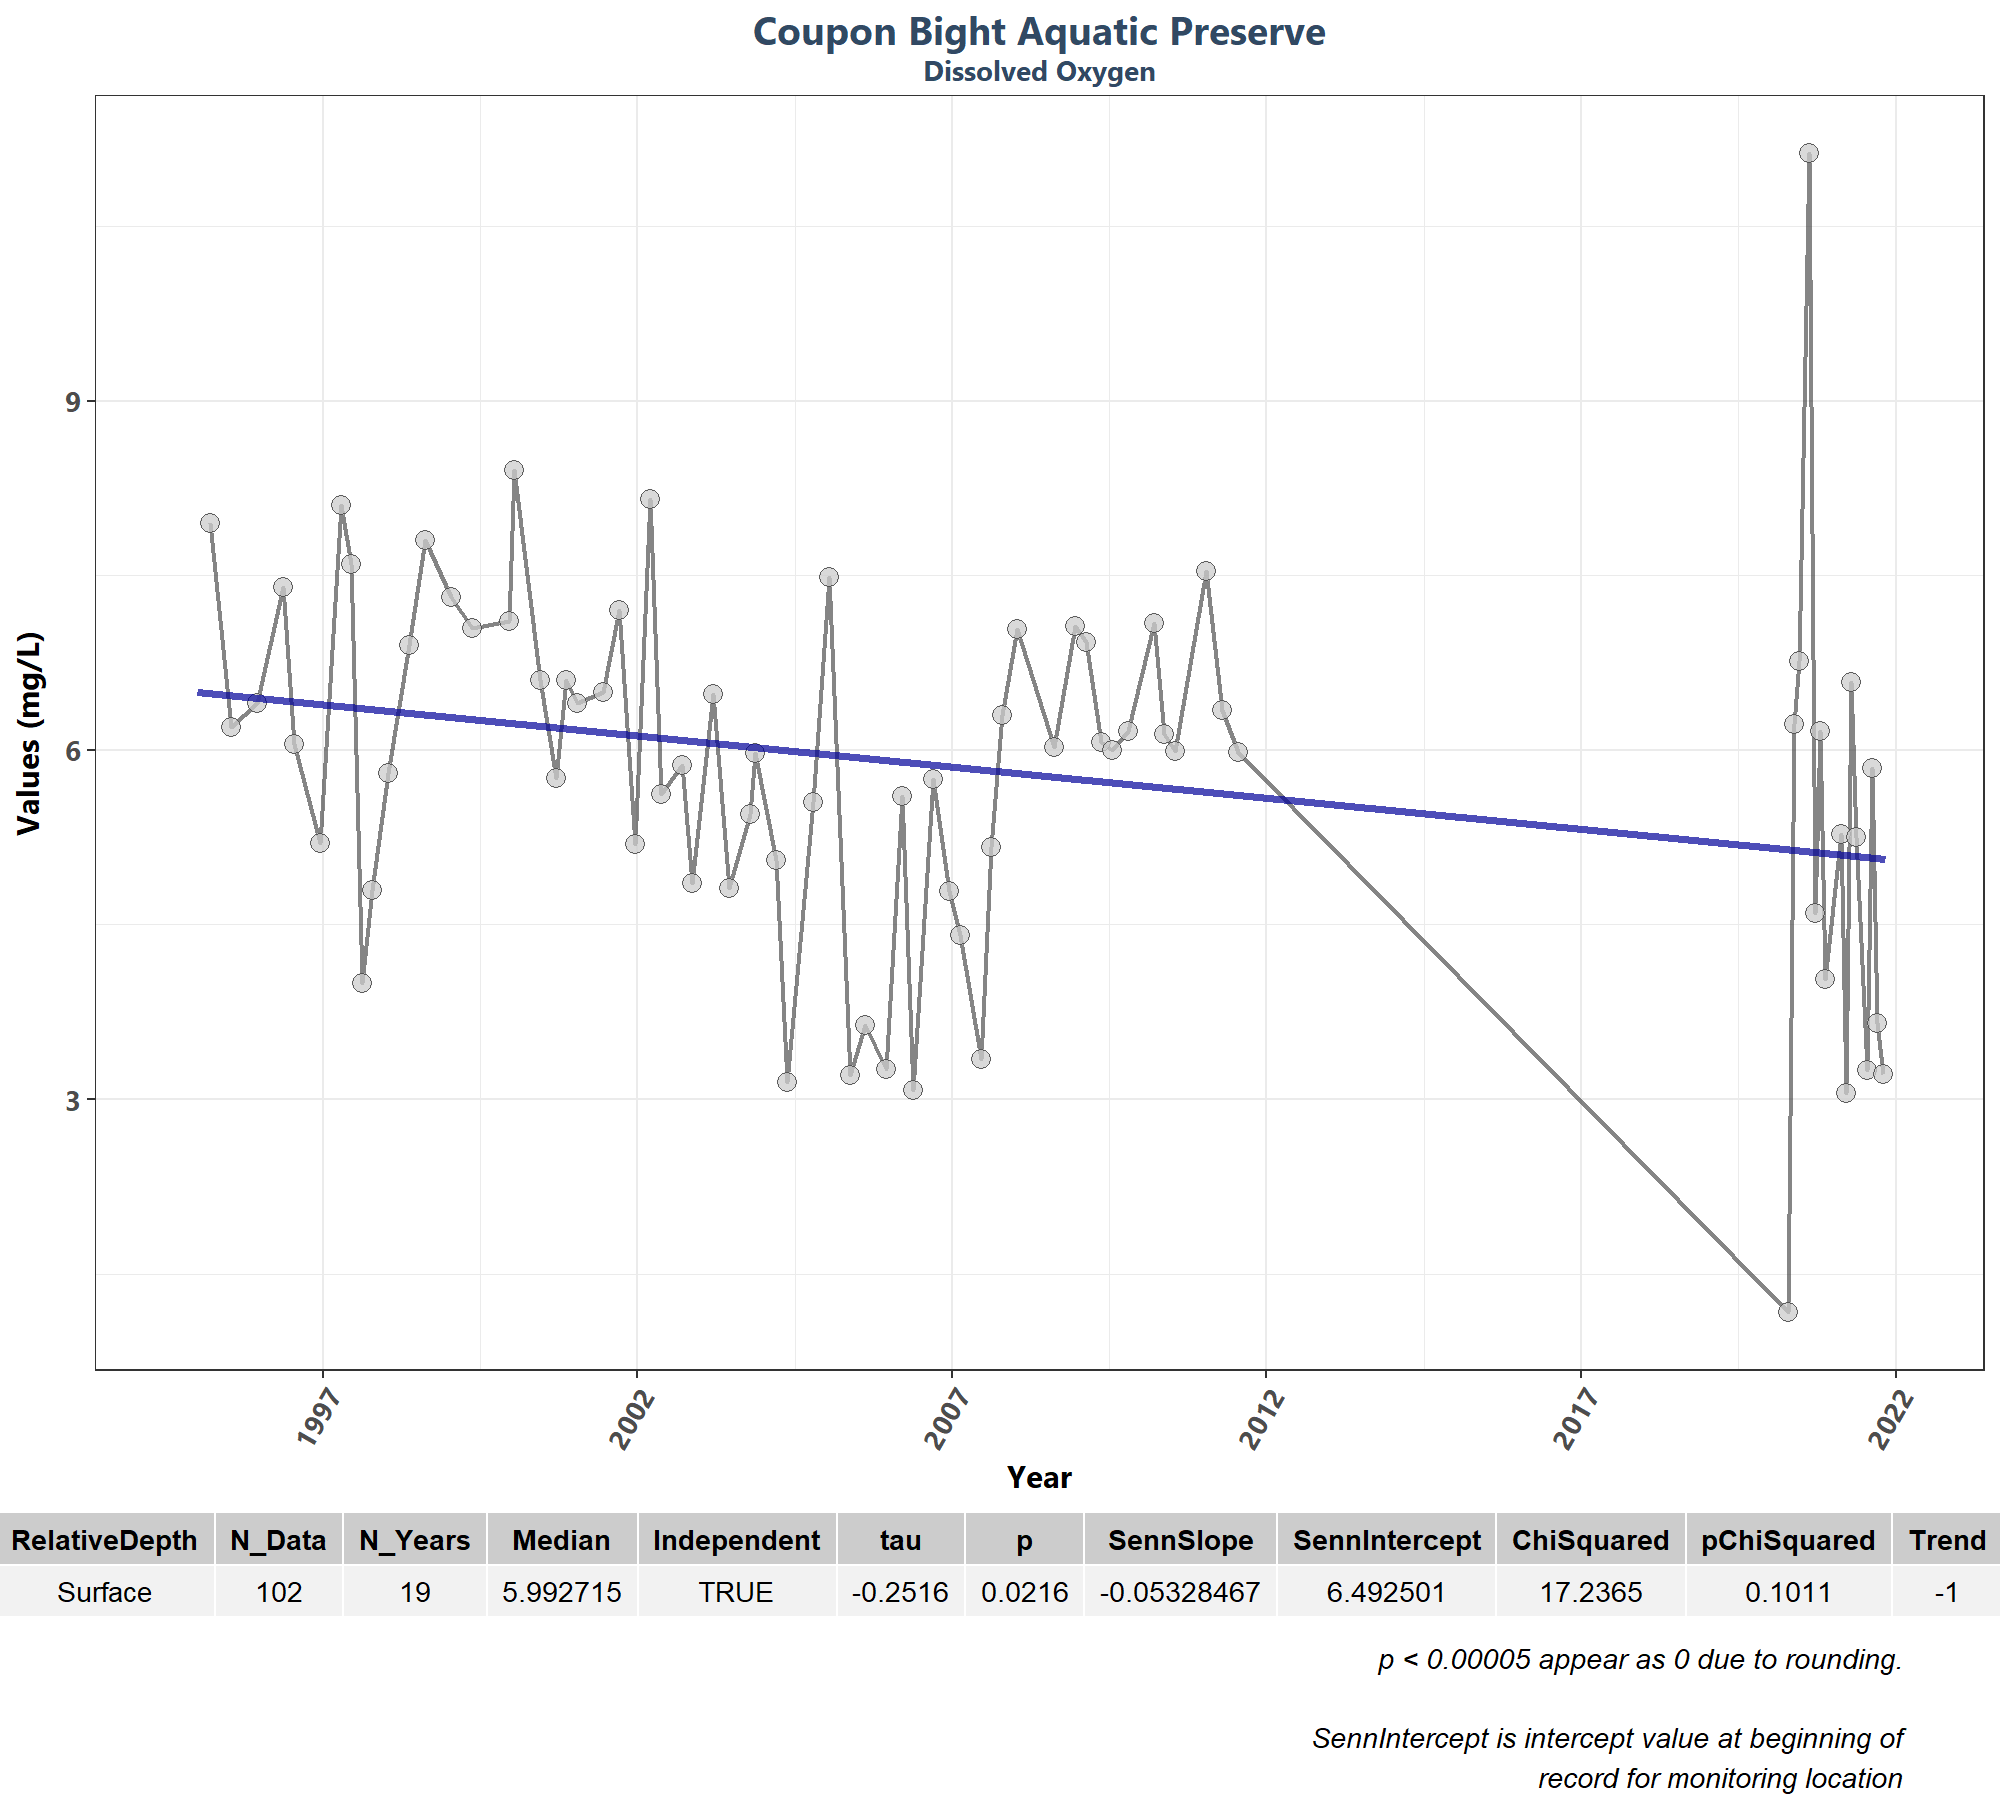 Coupon Bight Aquatic Preserve
Dissolved Oxygen
Values (mg/L)
9
6
3
1997 2002 2007 2012 2017 2022
Year
RelativeDepth N_Data N_Years Median Independent tau p SennSlope SennIntercept ChiSquared pChiSquared Trend
Surface 102 19 5.992715 TRUE -0.2516 0.0216 -0.05328467 6.492501 17.2365 0.1011 -1
p < 0.00005 appear as 0 due to rounding.
SennIntercept is intercept value at beginning of
record for monitoring location